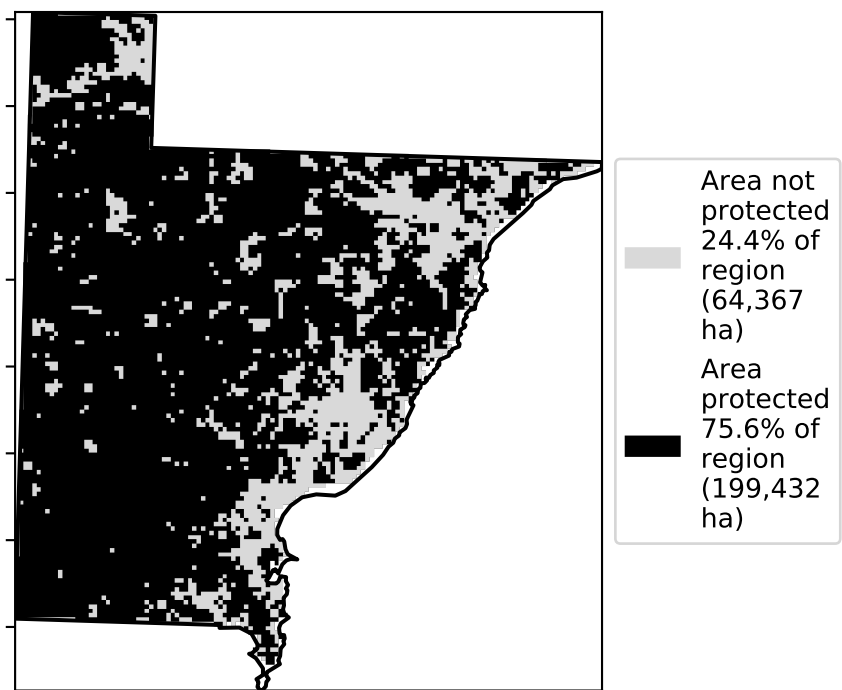 Area not
protected
24.4% of
region
(64,367
ha)
Area
protected
75.6% of
region
(199,432
ha)